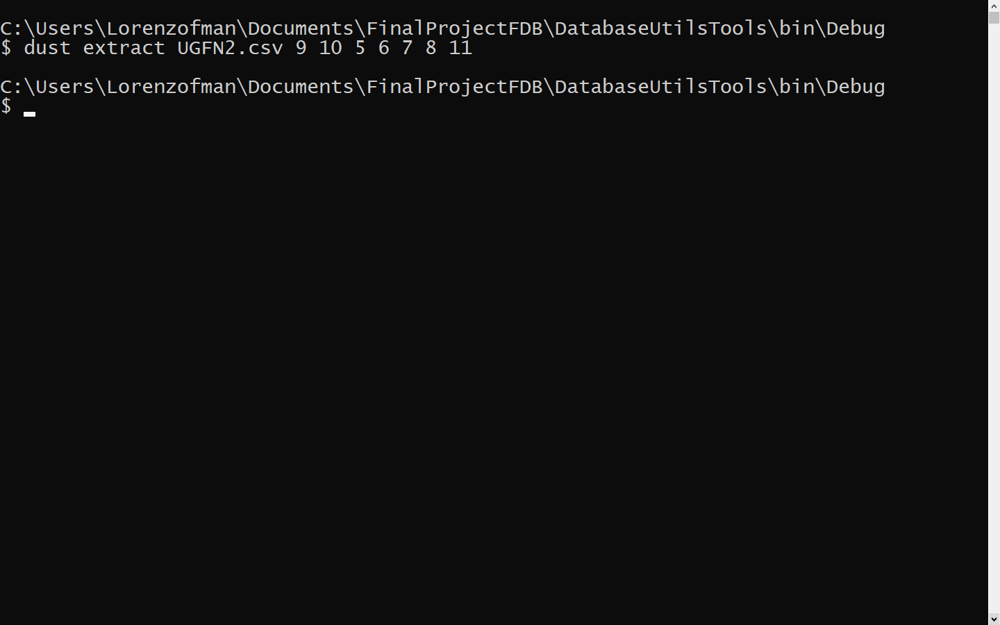 C:\Users\Lorenzofman\Documents\FinalProjectFDB\DatabaseUtilsTools\bin\Debug
$ dust extract UGFN2.csv 9 10 5 6 7 8 11
C:\Users\Lorenzofman\Documents\FinalProjectFDB\DatabaseUtilsTools\bin\Debug
$